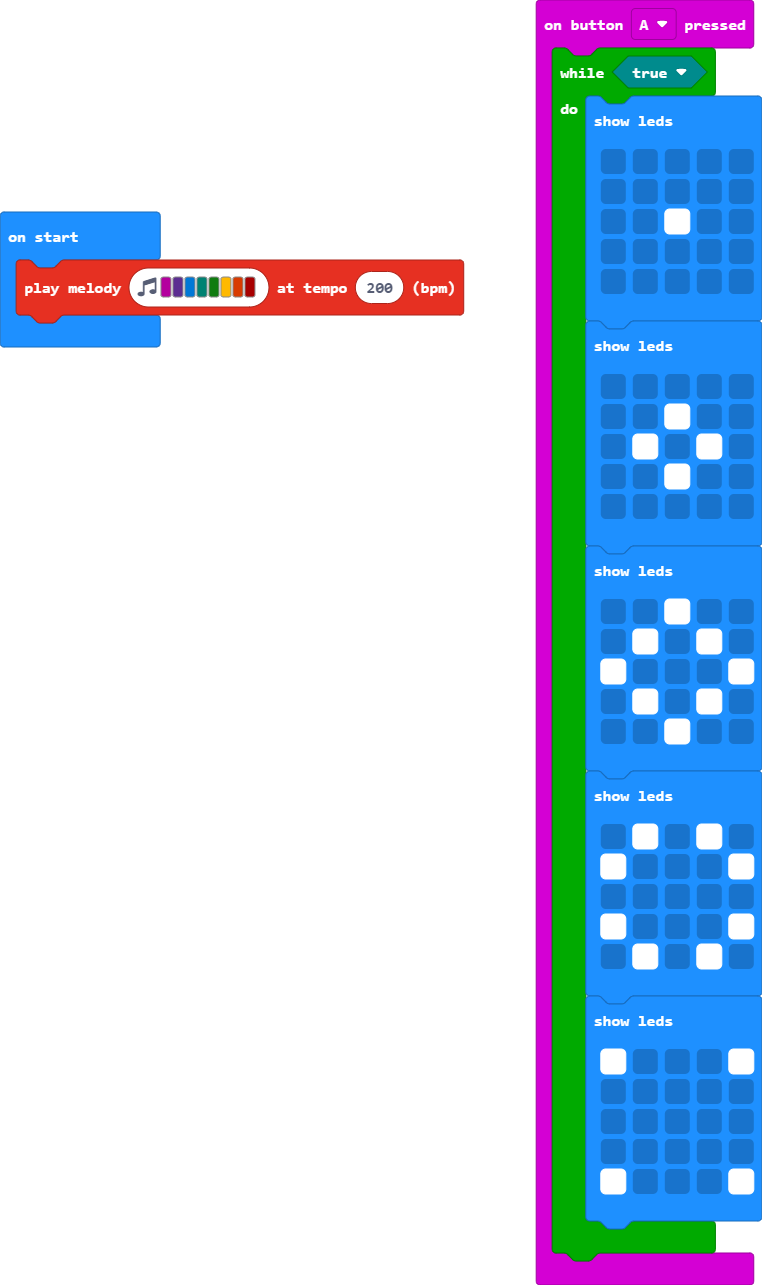 on start
play melody at tempo 200 (bpm)
on button A pressed
while true
do
show leds
show leds
show leds
show leds
show leds